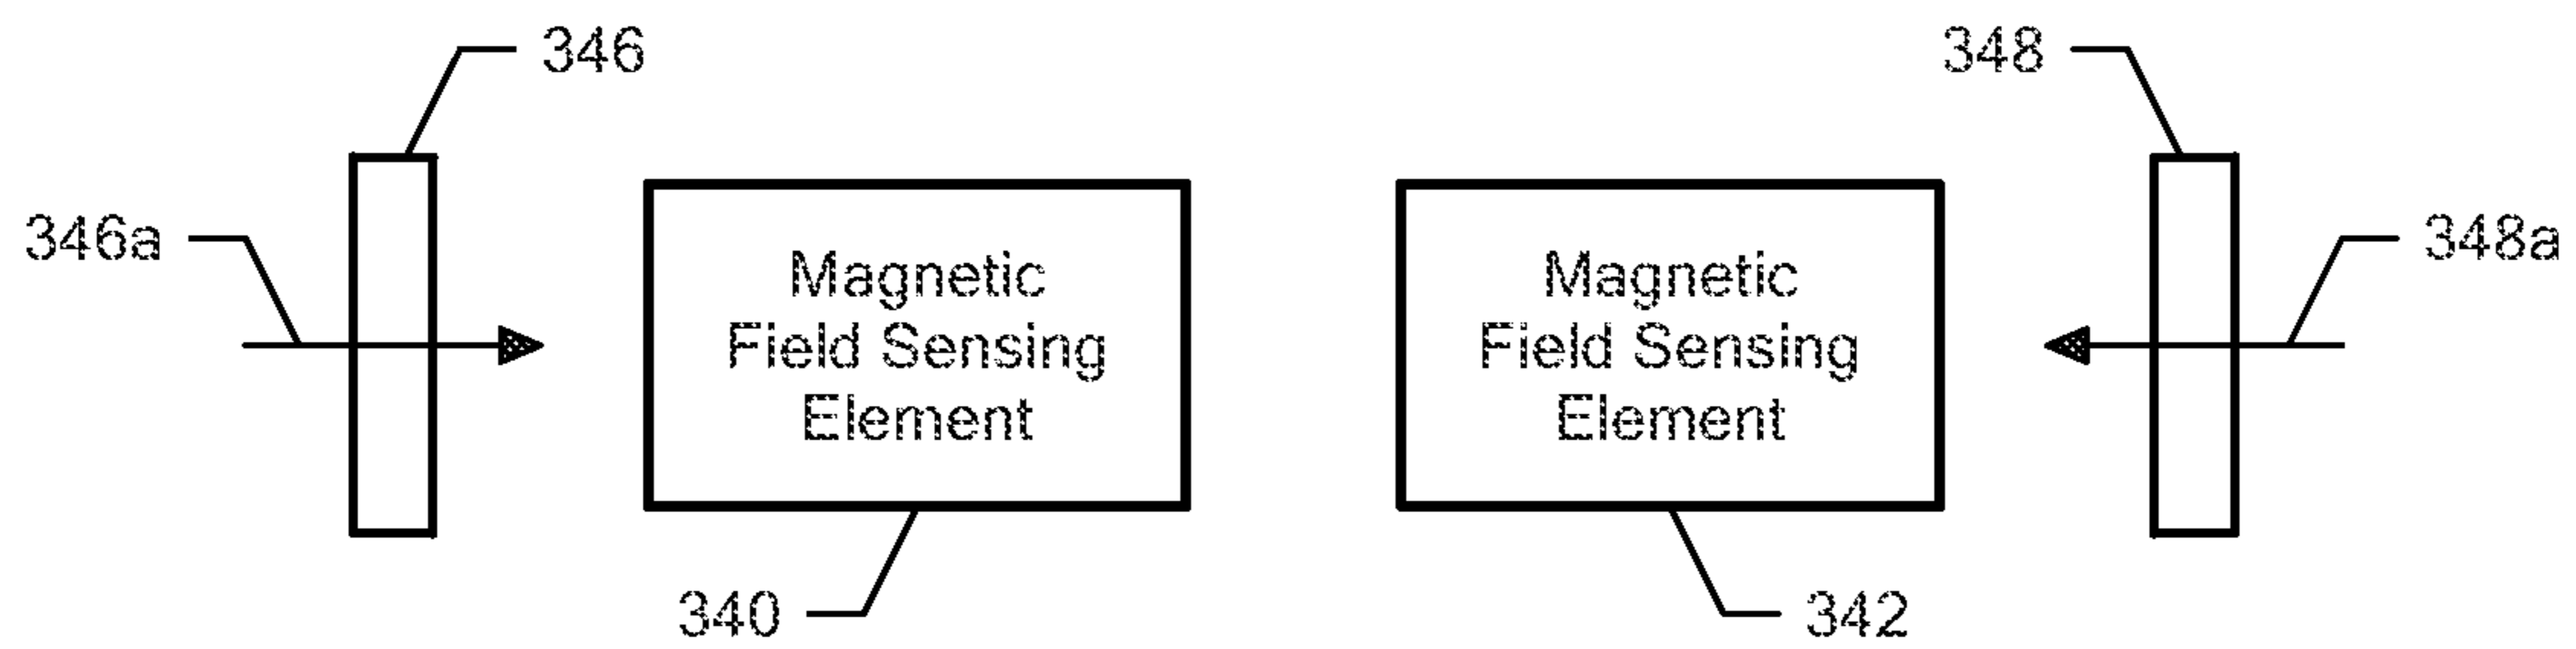 346
348
346a
348a
Magnetic
Field Sensing
Element
Magnetic
Field Sensing
Element
340
342